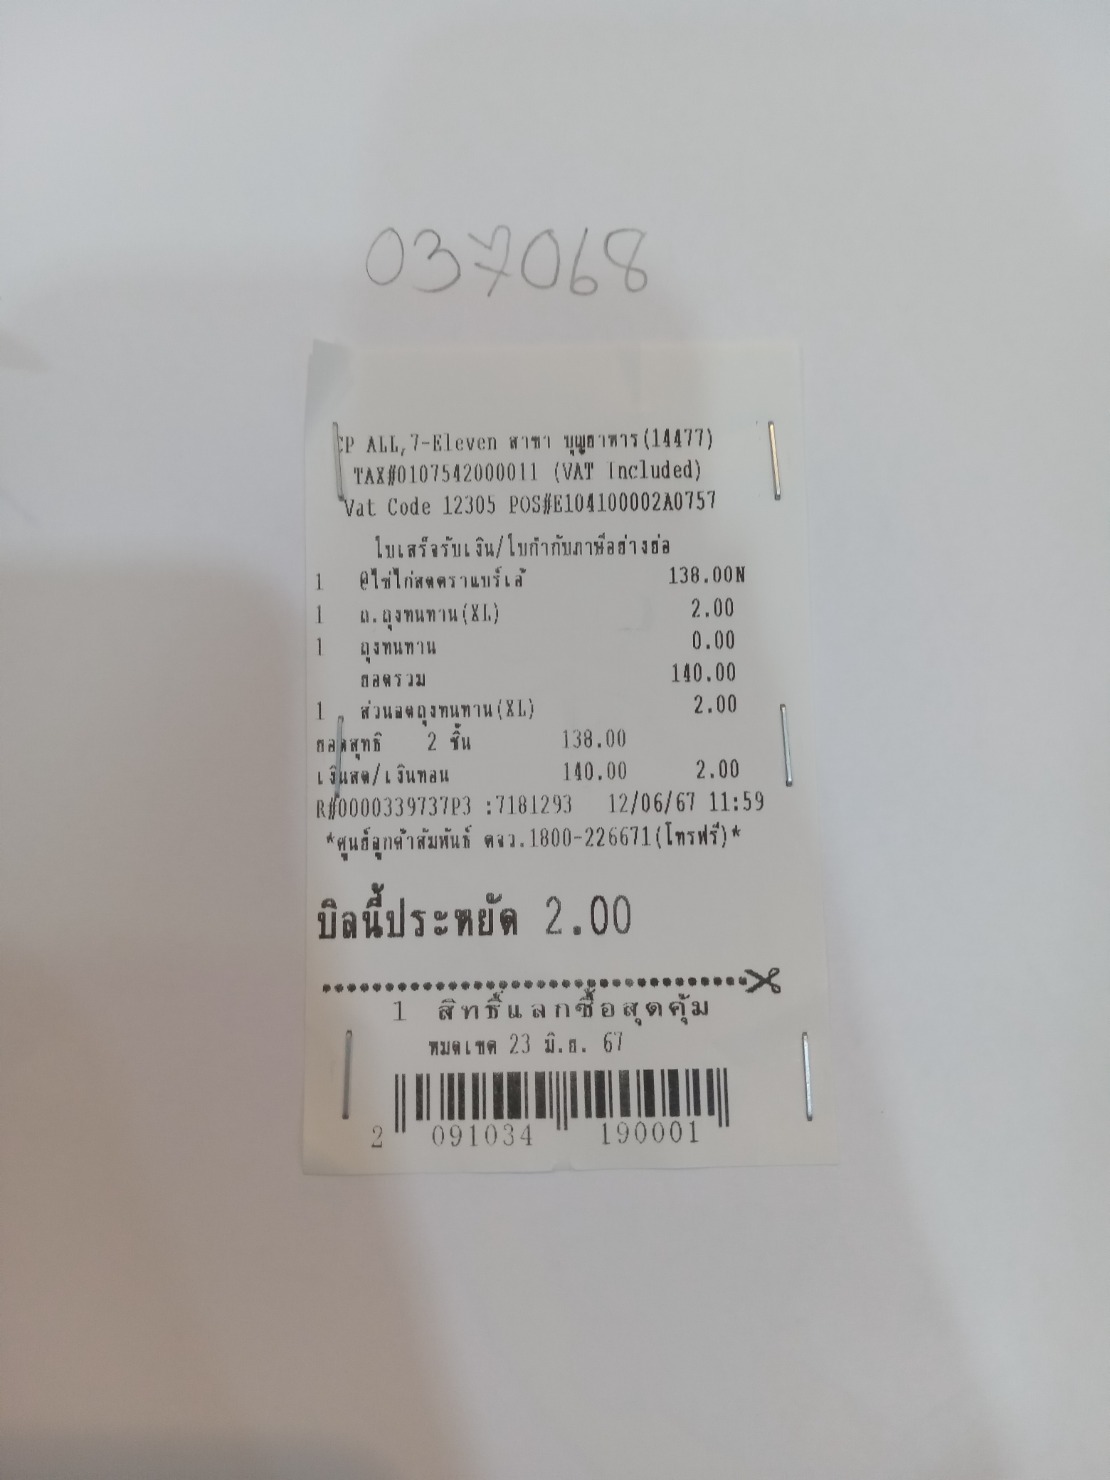 037068
CP ALL,7-Eleven สาขา บุญธาหาร(14477)
TAX#0107542000011 (VAT Included)
Vat Code 12305 POS#E104100002A0757
ใบเสร็จรับเงิน/ใบกำกับภาษีอย่างย่อ
1 @ไข่ไก่สดตราแบร์เล้ 138.00N
1 ถ.ถุงทนทาน(XL) 2.00
1 ถุงทนทาน 0.00
ยอดรวม 140.00
1 ส่วนลดถุงทนทาน(XL) 2.00
ยอดสุทธิ 2 ชิ้น 138.00
เงินสด/เงินทอน 140.00 2.00
R#0000339737P3 :7181293 12/06/67 11:59
*ศูนย์ลูกค้าสัมพันธ์ ตจว.1800-226671(โทรฟรี)*
บิลนี้ประหยัด 2.00
1 สิทธิ์แลกซื้อสุดคุ้ม
หมดเขต 23 มิ.ย. 67
2 091034 190001